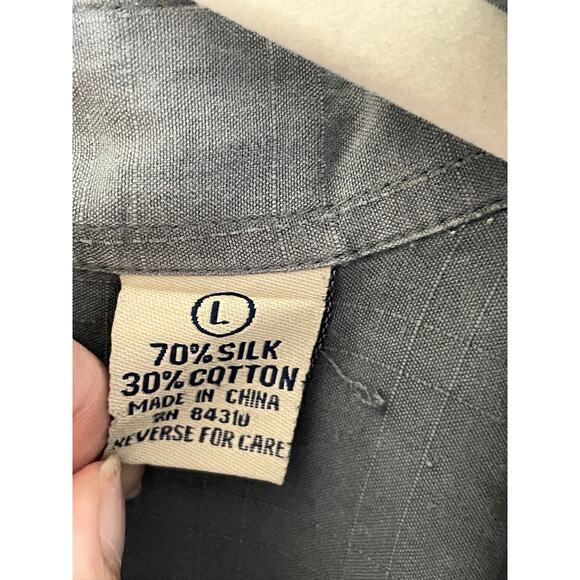 L
70% SILK
30% COTTON
MADE IN CHINA
RN 84310
REVERSE FOR CARE